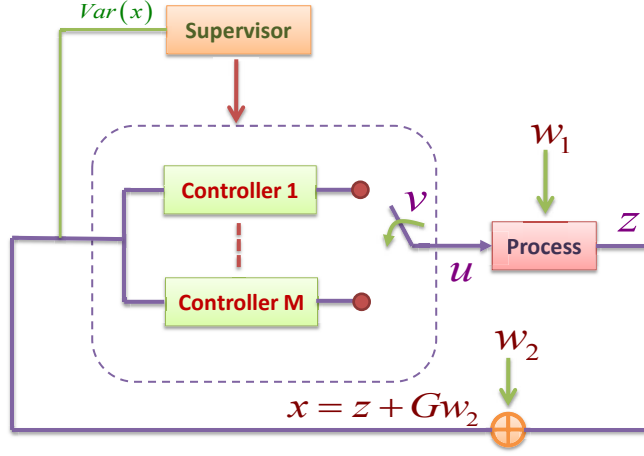 Var(x)
Supervisor
w₁
Controller 1
v
z
Process
u
Controller M
w₂
x = z + Gw₂